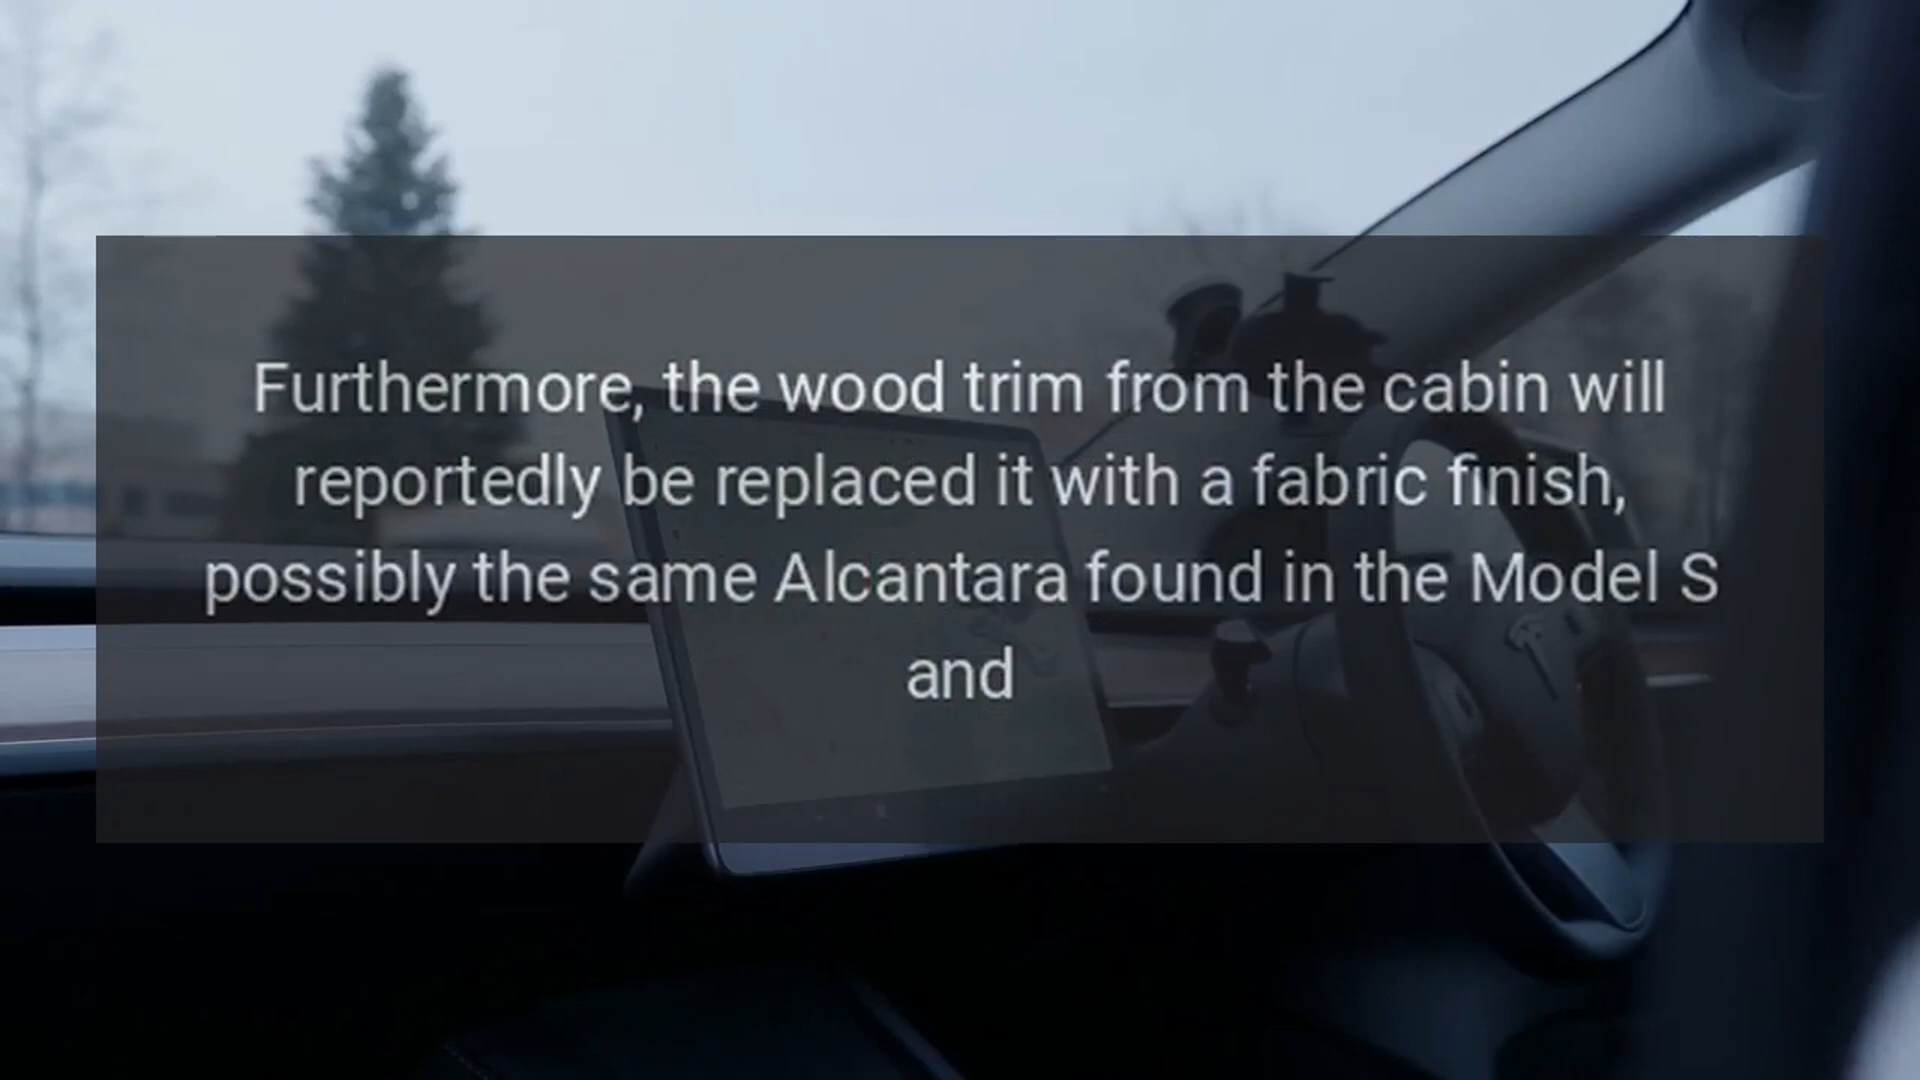 Furthermore, the wood trim from the cabin will
reportedly be replaced it with a fabric finish,
possibly the same Alcantara found in the Model S
and